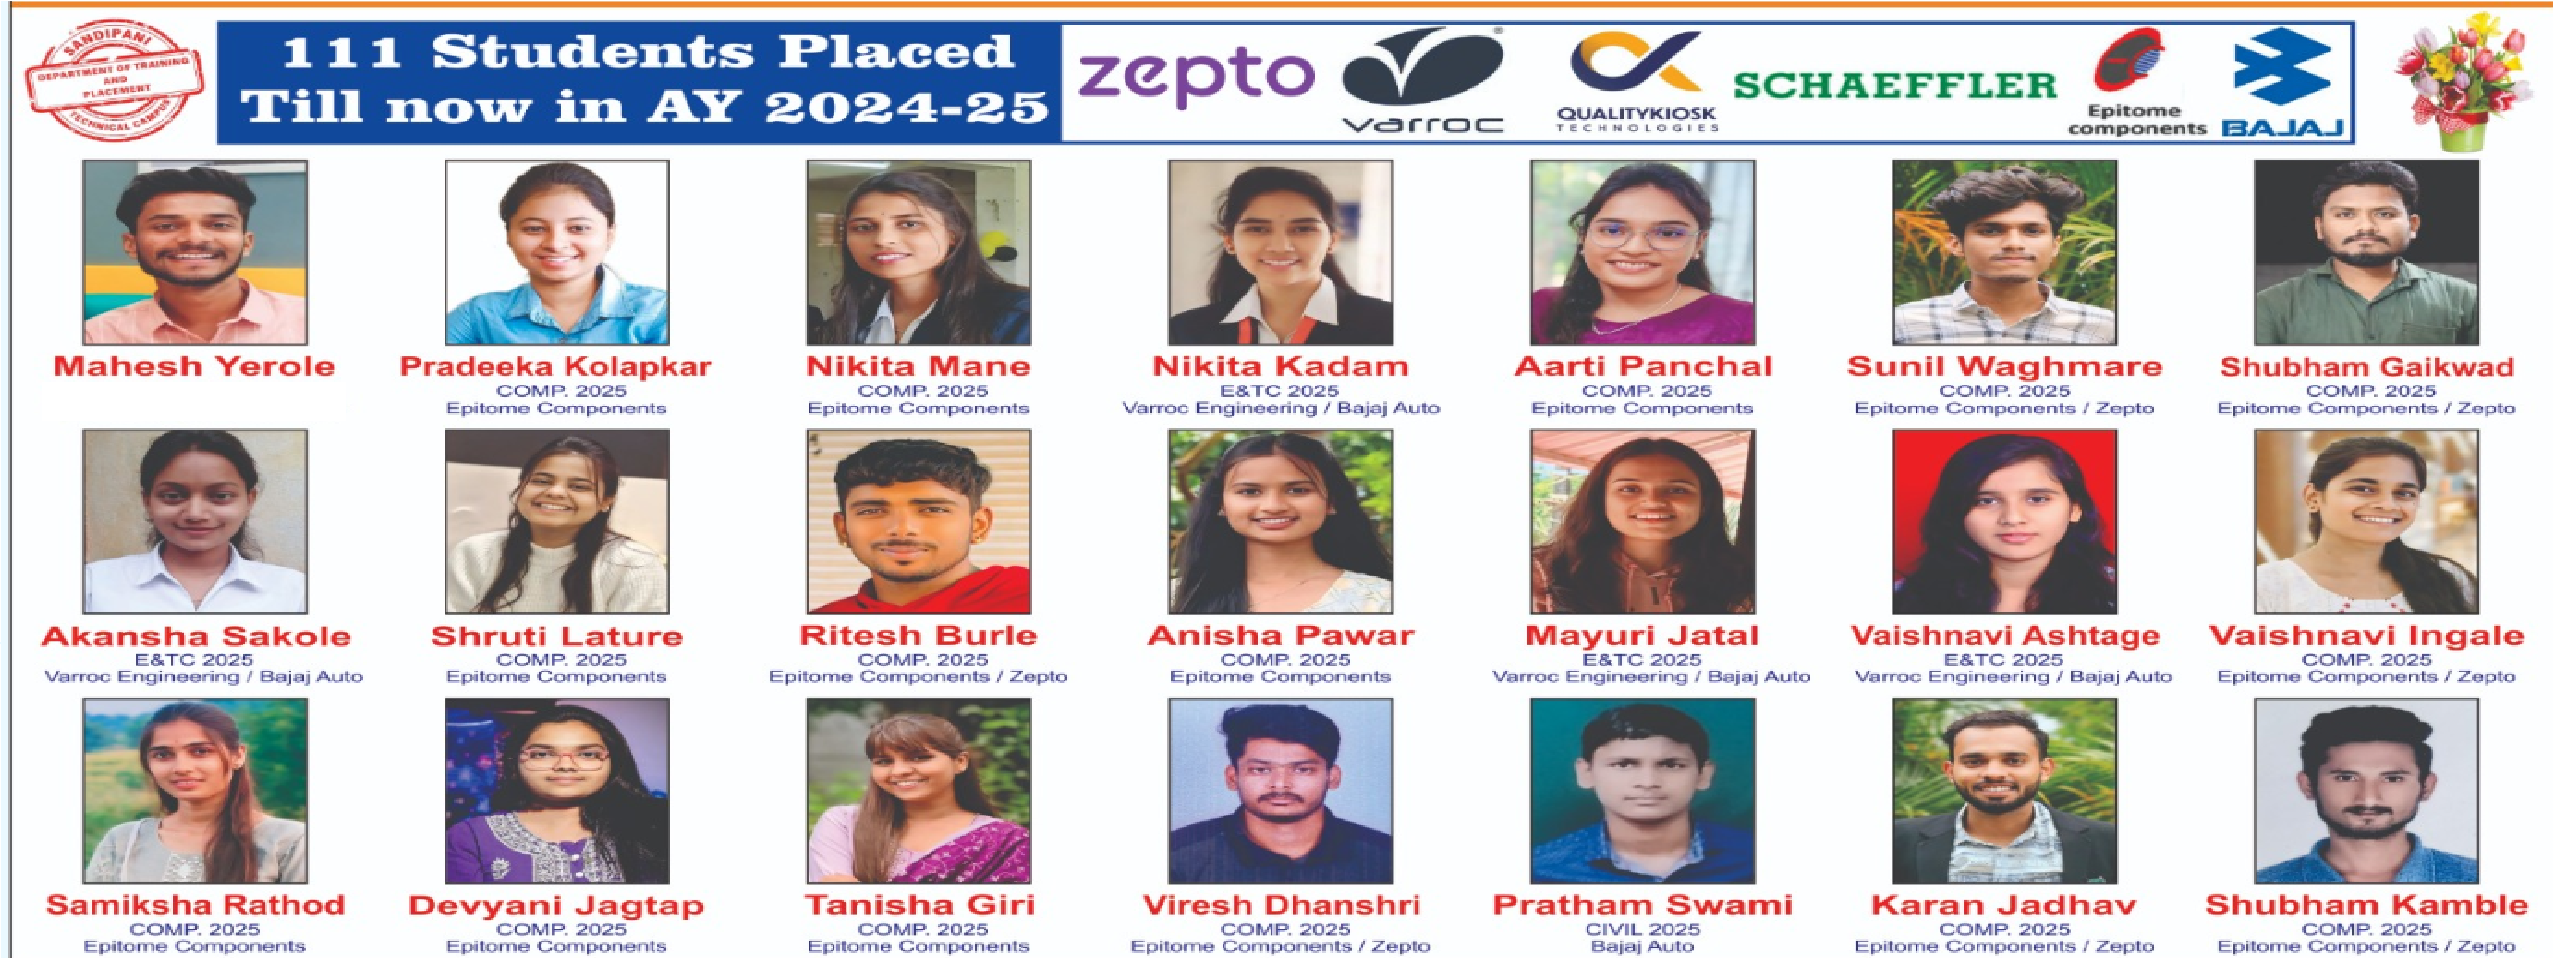 SANDIPANI
DEPARTMENT OF TRAINING
AND
PLACEMENT
TECHNICAL CAMPUS
111 Students Placed
Till now in AY 2024-25
zepto
varroc
QUALITYKIOSK
TECHNOLOGIES
SCHAEFFLER
Epitome
components
BAJAJ
Mahesh Yerole
Pradeeka Kolapkar
COMP. 2025
Epitome Components
Nikita Mane
COMP. 2025
Epitome Components
Nikita Kadam
E&TC 2025
Varroc Engineering / Bajaj Auto
Aarti Panchal
COMP. 2025
Epitome Components
Sunil Waghmare
COMP. 2025
Epitome Components / Zepto
Shubham Gaikwad
COMP. 2025
Epitome Components / Zepto
Akansha Sakole
E&TC 2025
Varroc Engineering / Bajaj Auto
Shruti Lature
COMP. 2025
Epitome Components
Ritesh Burle
COMP. 2025
Epitome Components / Zepto
Anisha Pawar
COMP. 2025
Epitome Components
Mayuri Jatal
E&TC 2025
Varroc Engineering / Bajaj Auto
Vaishnavi Ashtage
E&TC 2025
Varroc Engineering / Bajaj Auto
Vaishnavi Ingale
COMP. 2025
Epitome Components / Zepto
Samiksha Rathod
COMP. 2025
Epitome Components
Devyani Jagtap
COMP. 2025
Epitome Components
Tanisha Giri
COMP. 2025
Epitome Components
Viresh Dhanshri
COMP. 2025
Epitome Components / Zepto
Pratham Swami
CIVIL 2025
Bajaj Auto
Karan Jadhav
COMP. 2025
Epitome Components / Zepto
Shubham Kamble
COMP. 2025
Epitome Components / Zepto